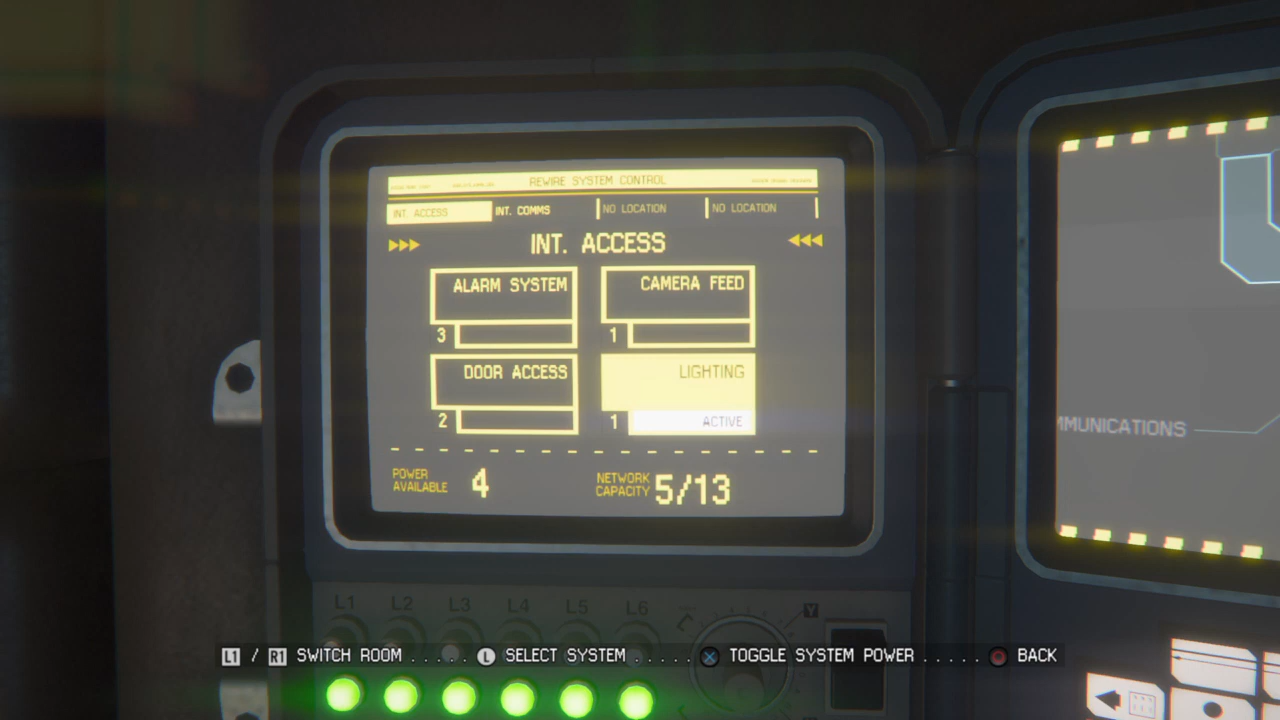 REWIRE SYSTEM CONTROL
INT. ACCESS INT. COMMS NO LOCATION NO LOCATION
INT. ACCESS
ALARM SYSTEM CAMERA FEED
3 1
DOOR ACCESS LIGHTING
2 1 ACTIVE
POWER AVAILABLE 4 NETWORK CAPACITY 5/13
MMUNICATIONS
L1 L2 L3 L4 L5 L6
Y
L1 / R1 SWITCH ROOM ..... L SELECT SYSTEM ..... X TOGGLE SYSTEM POWER ..... BACK